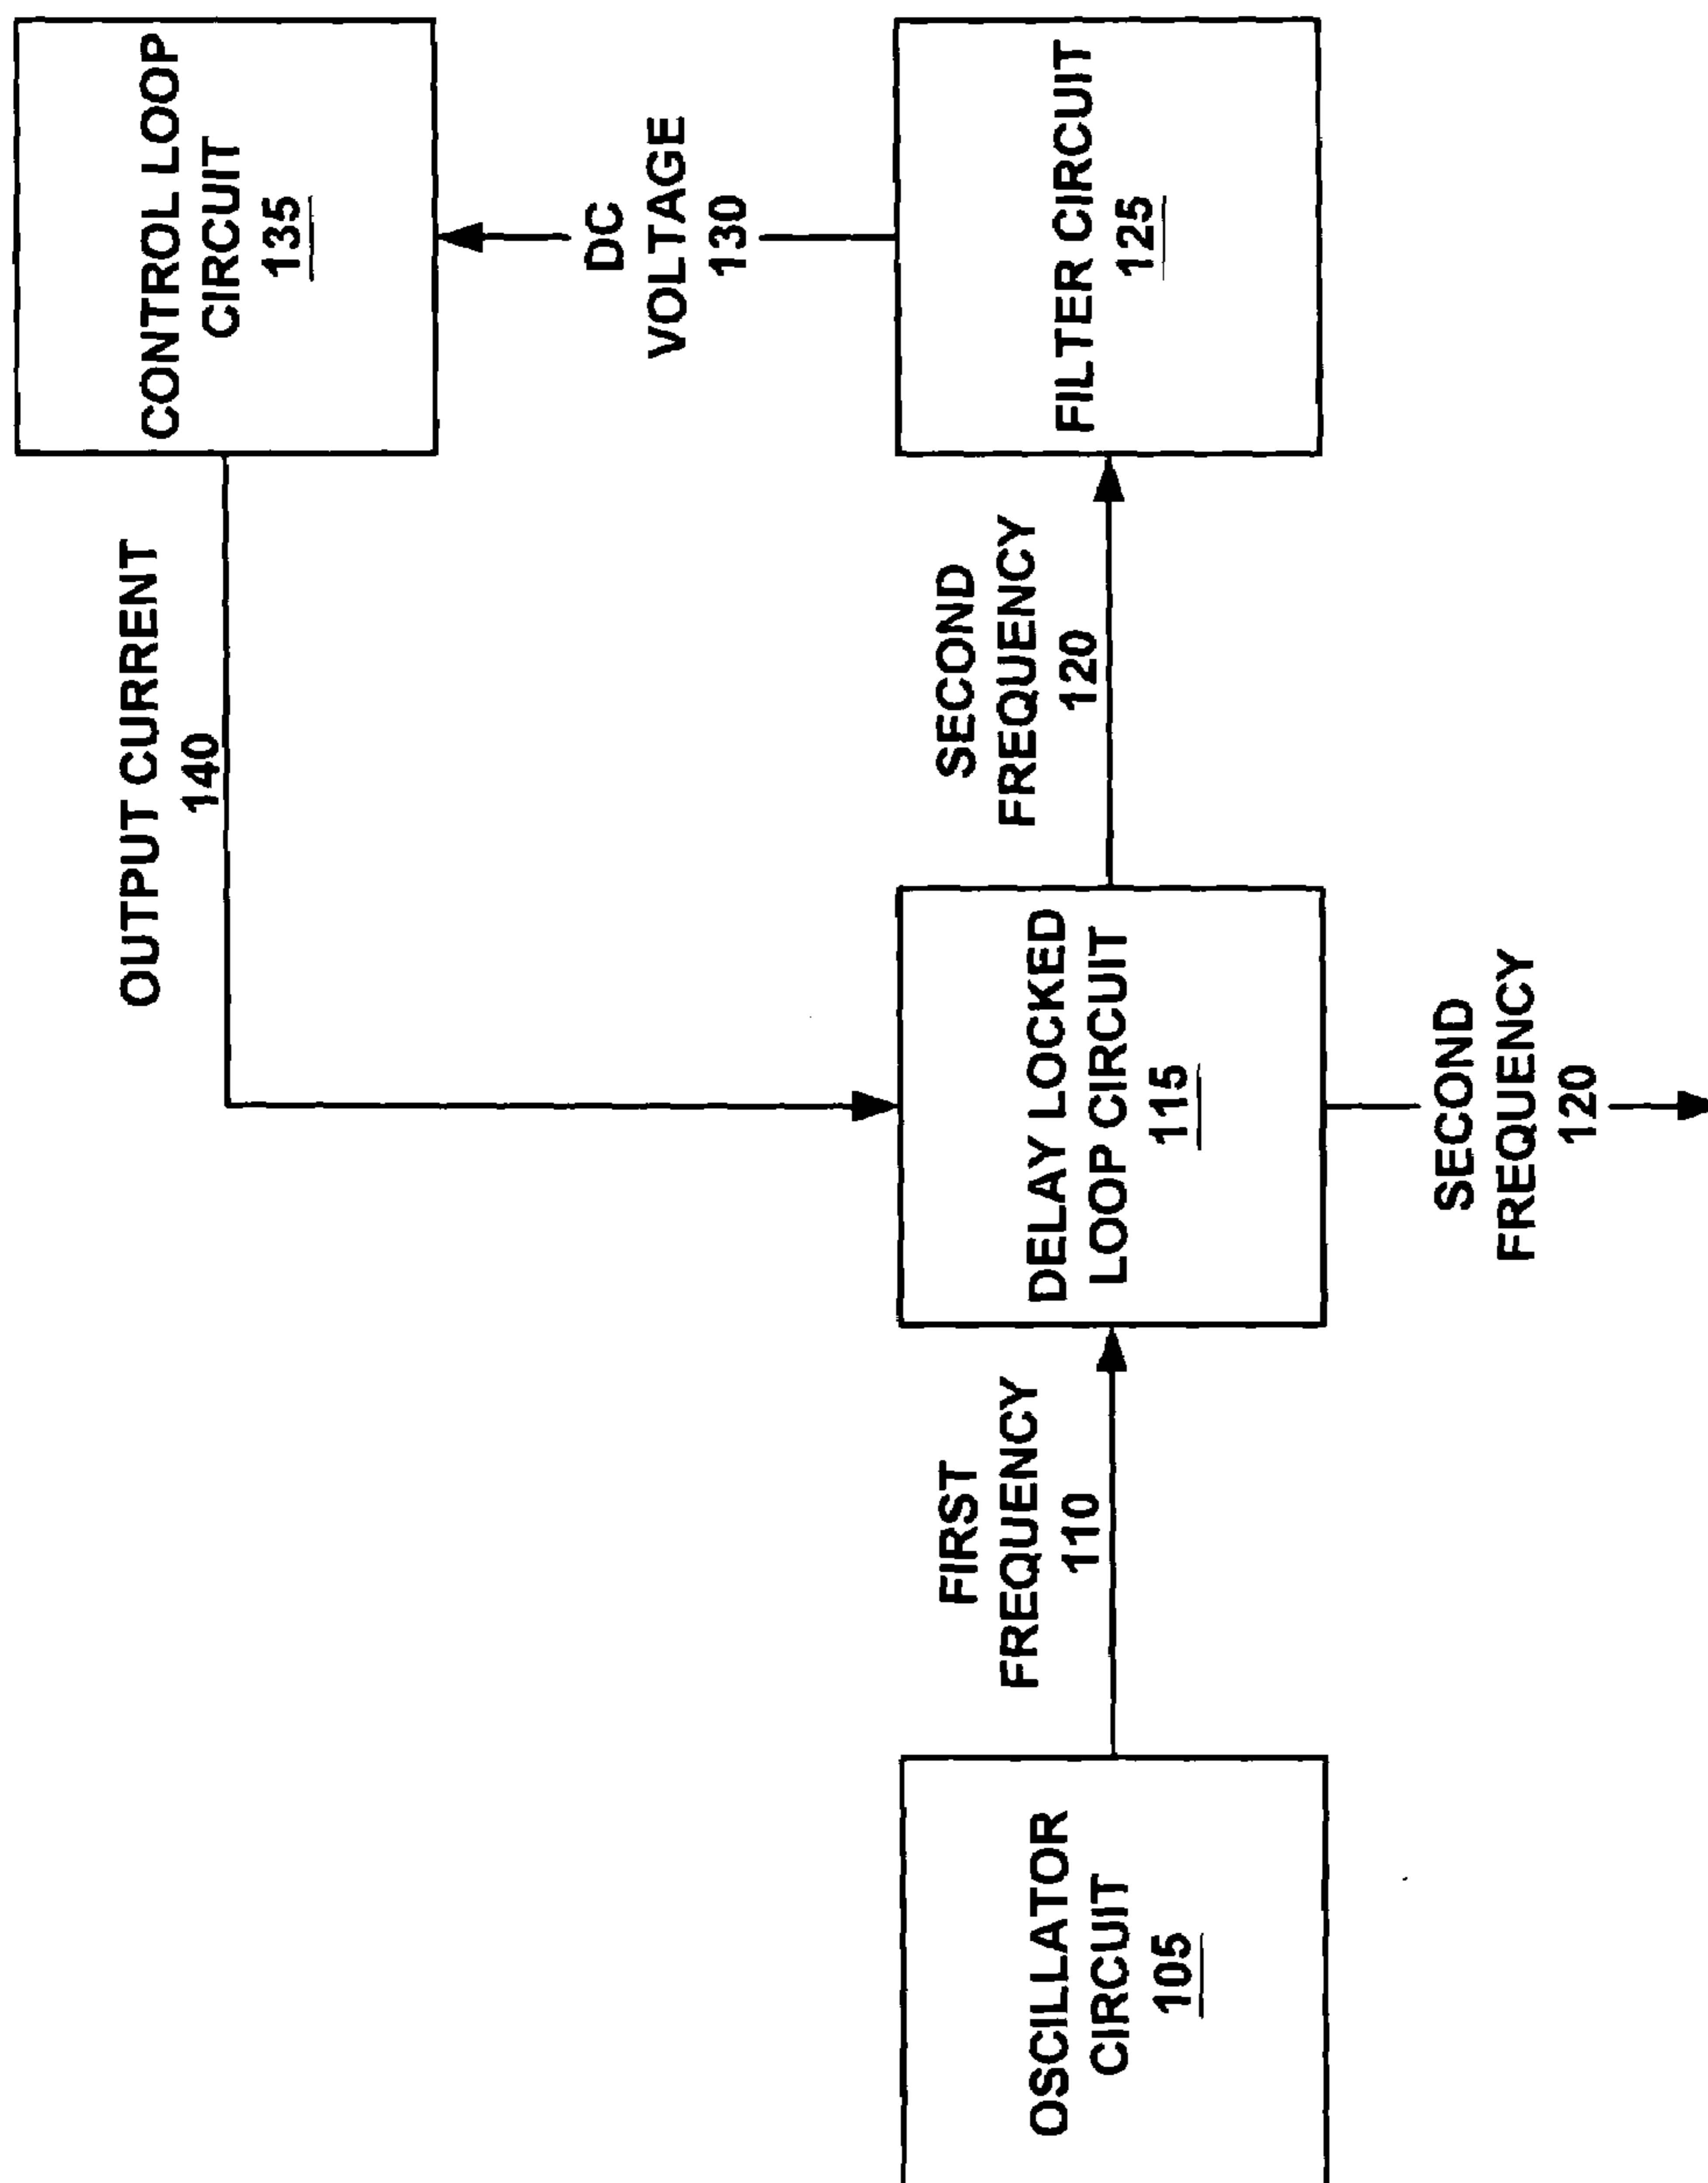 OUTPUT CURRENT
140
CONTROL LOOP
CIRCUIT
135
DC
VOLTAGE
130
FIRST
FREQUENCY
110
SECOND
FREQUENCY
120
OSCILLATOR
CIRCUIT
105
DELAY LOCKED
LOOP CIRCUIT
115
FILTER CIRCUIT
125
SECOND
FREQUENCY
120